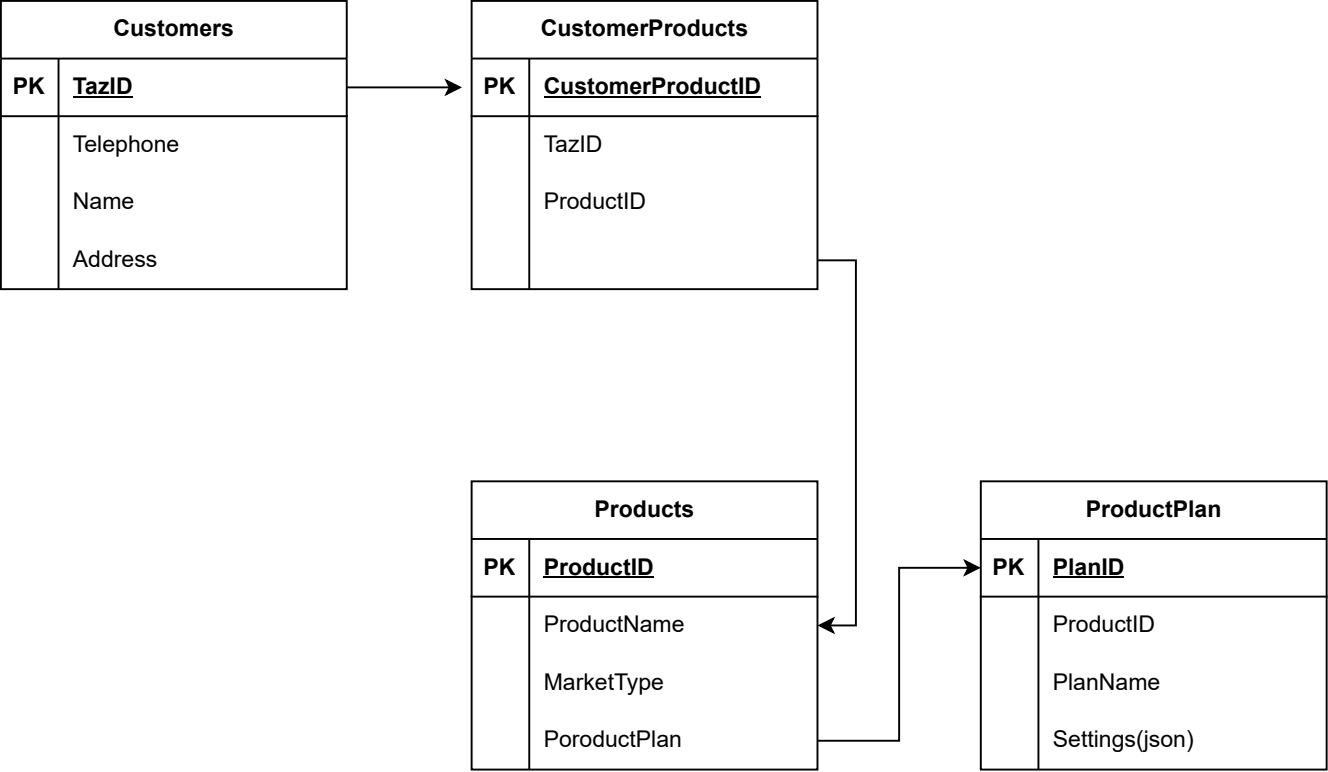 Customers
PK TazID
Telephone
Name
Address
CustomerProducts
PK CustomerProductID
TazID
ProductID
Products
PK ProductID
ProductName
MarketType
PoroductPlan
ProductPlan
PK PlanID
ProductID
PlanName
Settings(json)